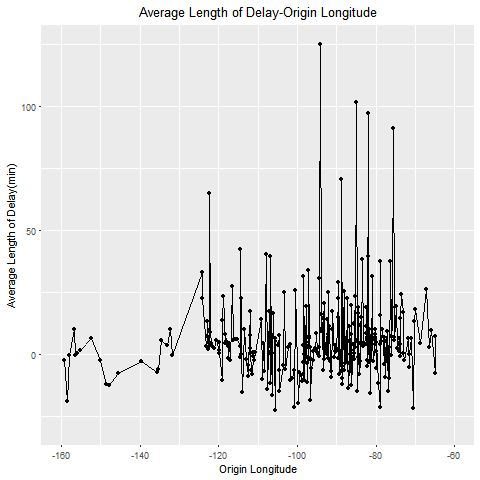 Average Length of Delay-Origin Longitude
Average Length of Delay(min)
100
50
0
-160 -140 -120 -100 -80 -60
Origin Longitude